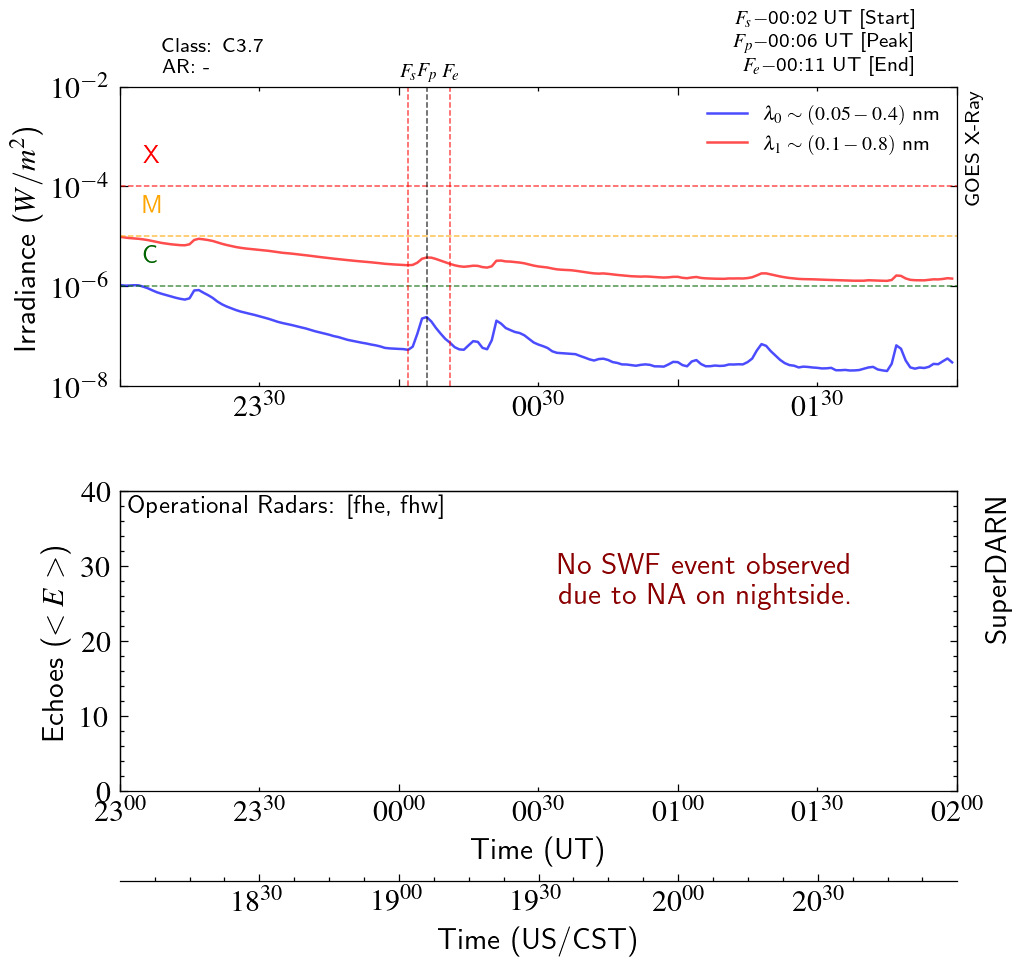 Class: C3.7
AR: -
Fs−00:02 UT [Start]
Fp−00:06 UT [Peak]
Fe−00:11 UT [End]
Fs Fp Fe
10⁻²
10⁻⁴
10⁻⁶
10⁻⁸
Irradiance (W/m²)
X
M
C
λ₀ ∼ (0.05 − 0.4) nm
λ₁ ∼ (0.1 − 0.8) nm
GOES X-Ray
23³⁰ 00³⁰ 01³⁰
40
30
20
10
0
Echoes (< E >)
Operational Radars: [fhe, fhw]
No SWF event observed
due to NA on nightside.
SuperDARN
23⁰⁰ 23³⁰ 00⁰⁰ 00³⁰ 01⁰⁰ 01³⁰ 02⁰⁰
Time (UT)
18³⁰ 19⁰⁰ 19³⁰ 20⁰⁰ 20³⁰
Time (US/CST)